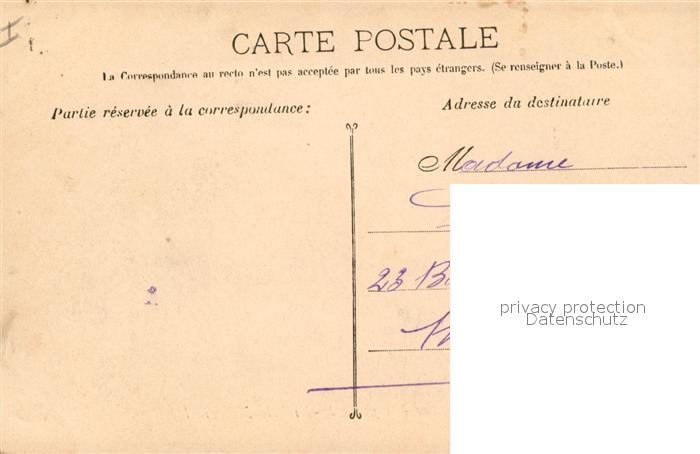 CARTE POSTALE
La Correspondance au recto n'est pas acceptée par tous les pays étrangers. (Se renseigner à la Poste.)
Partie réservée à la correspondance:
Adresse du destinataire
Madame
23
privacy protection
Datenschutz